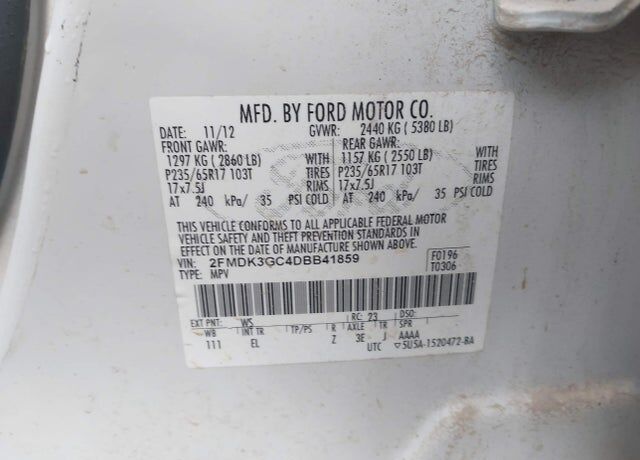 MFD. BY FORD MOTOR CO.
DATE: 11/12 GVWR: 2440 KG ( 5380 LB)
FRONT GAWR: REAR GAWR:
1297 KG ( 2860 LB) WITH 1157 KG ( 2550 LB) WITH
P235/65R17 103T TIRES P235/65R17 103T TIRES
17x7.5J RIMS 17x7.5J RIMS
AT 240 kPa/ 35 PSI COLD AT 240 kPa/ 35 PSI COLD
THIS VEHICLE CONFORMS TO ALL APPLICABLE FEDERAL MOTOR
VEHICLE SAFETY AND THEFT PREVENTION STANDARDS IN
EFFECT ON THE DATE OF MANUFACTURE SHOWN ABOVE.
VIN: 2FMDK3GC4DBB41859 F0196
TYPE: MPV T0306
EXT PNT: WS RC: 23 DSO:
WB INT TR TP/PS R AXLE TR SPR
111 EL Z 3E J AAAA
UTC ▽5U5A-1520472-BA